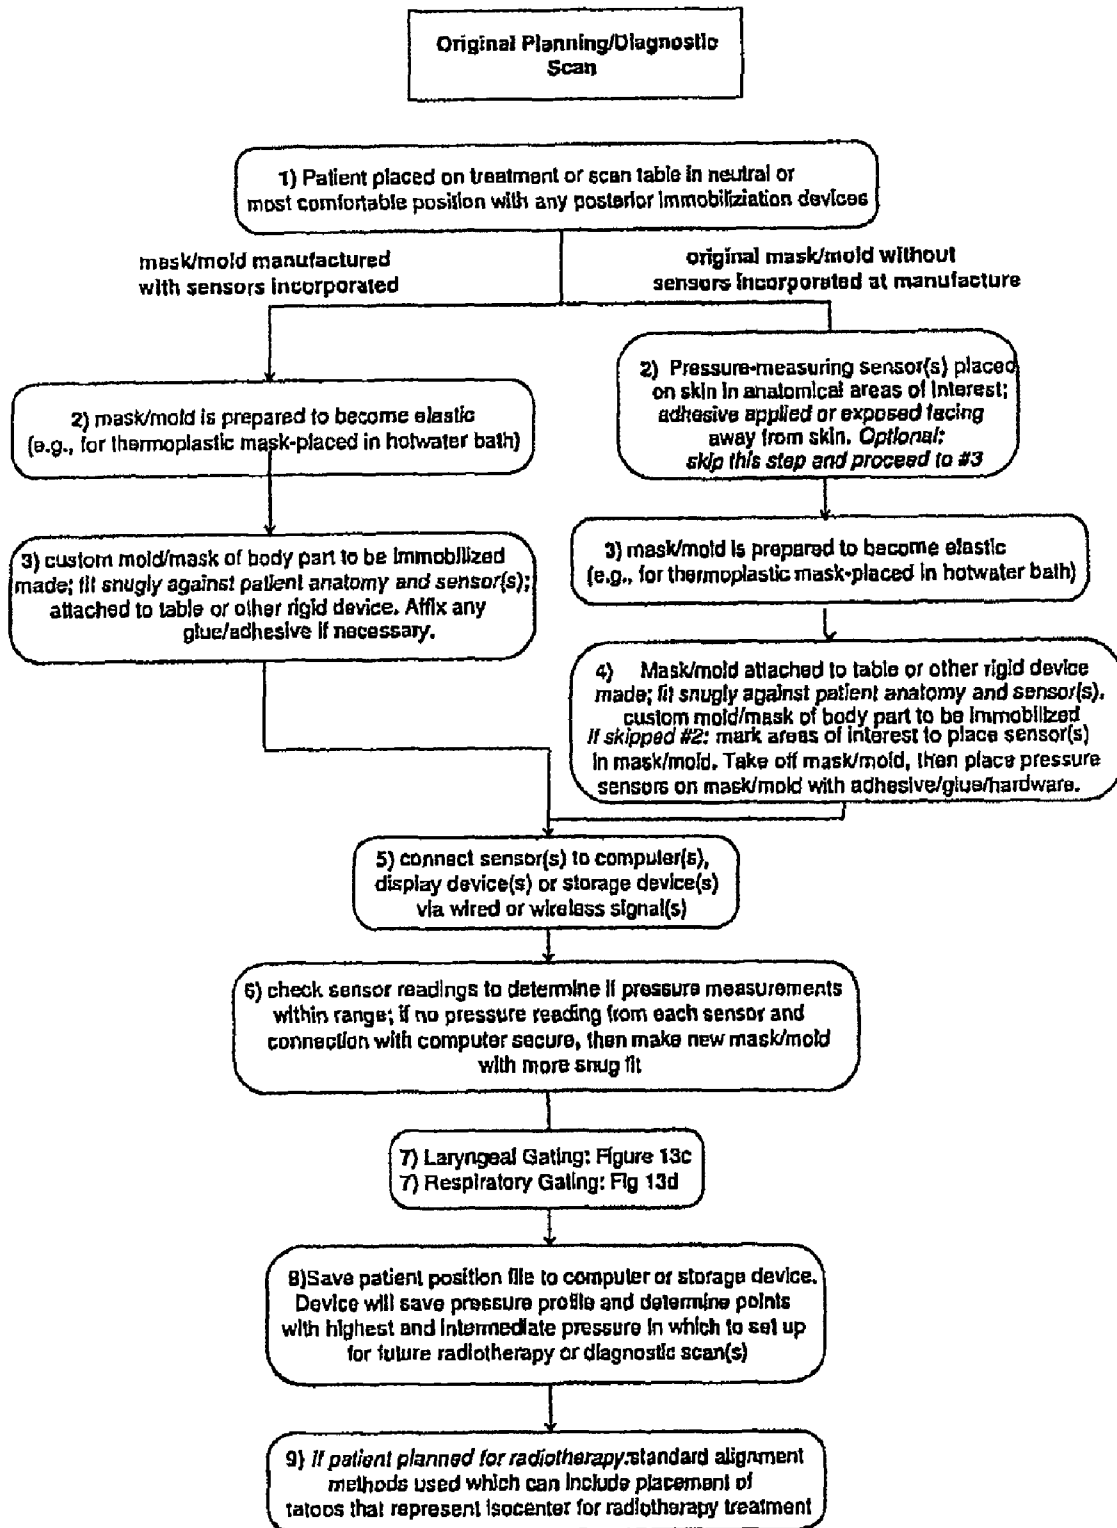 Original Planning/Diagnostic
Scan
1) Patient placed on treatment or scan table in neutral or
most comfortable position with any posterior immobiliziation devices
mask/mold manufactured
with sensors incorporated
original mask/mold without
sensors incorporated at manufacture
2) mask/mold is prepared to become elastic
(e.g., for thermoplastic mask-placed in hotwater bath)
3) custom mold/mask of body part to be immobilized
made; fit snugly against patient anatomy and sensor(s);
attached to table or other rigid device. Affix any
glue/adhesive if necessary.
2) Pressure-measuring sensor(s) placed
on skin in anatomical areas of interest;
adhesive applied or exposed facing
away from skin. Optional:
skip this step and proceed to #3
3) mask/mold is prepared to become elastic
(e.g., for thermoplastic mask-placed in hotwater bath)
4) Mask/mold attached to table or other rigid device
made; fit snugly against patient anatomy and sensor(s).
custom mold/mask of body part to be immobilized
If skipped #2: mark areas of interest to place sensor(s)
in mask/mold. Take off mask/mold, then place pressure
sensors on mask/mold with adhesive/glue/hardware.
5) connect sensor(s) to computer(s),
display device(s) or storage device(s)
via wired or wireless signal(s)
6) check sensor readings to determine if pressure measurements
within range; if no pressure reading from each sensor and
connection with computer secure, then make new mask/mold
with more snug fit
7) Laryngeal Gating: Figure 13c
7) Respiratory Gating: Fig 13d
8)Save patient position file to computer or storage device.
Device will save pressure profile and determine points
with highest and intermediate pressure in which to set up
for future radiotherapy or diagnostic scan(s)
9) If patient planned for radiotherapy:standard alignment
methods used which can include placement of
tatoos that represent isocenter for radiotherapy treatment